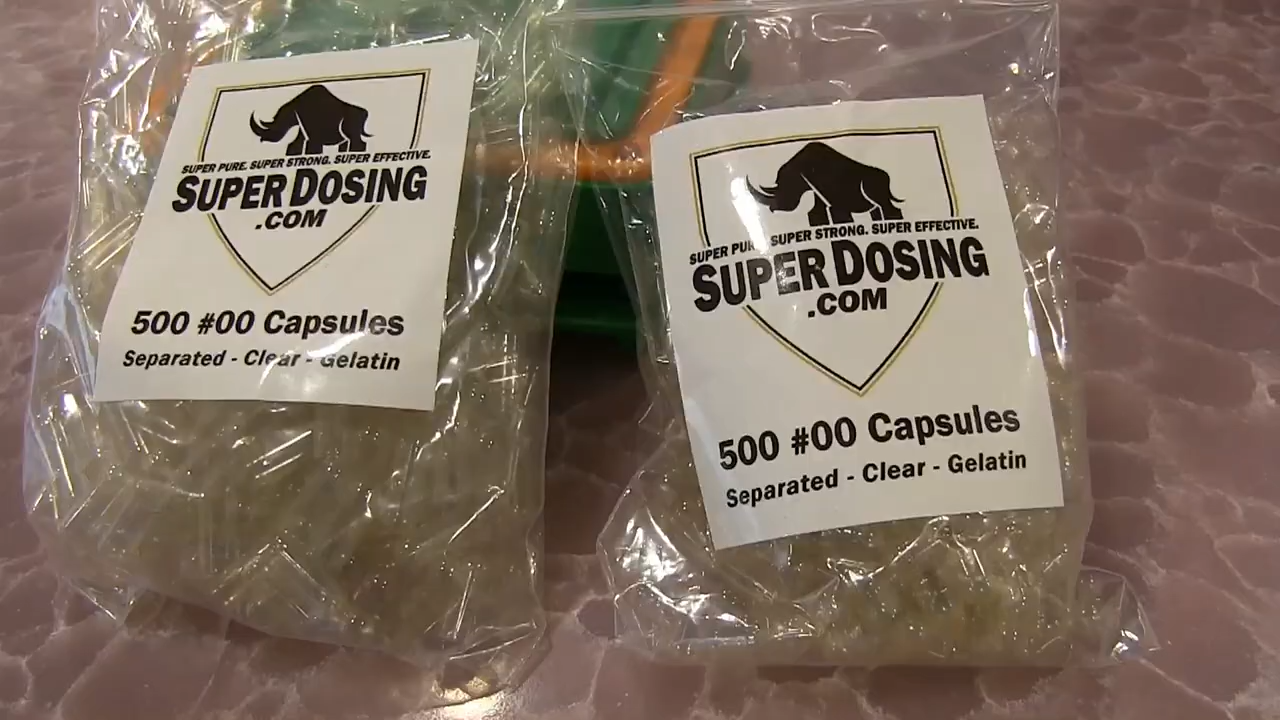 SUPER PURE. SUPER STRONG. SUPER EFFECTIVE.
SUPER DOSING
.COM
500 #00 Capsules
Separated - Clear - Gelatin
SUPER PURE. SUPER STRONG. SUPER EFFECTIVE.
SUPER DOSING
.COM
500 #00 Capsules
Separated - Clear - Gelatin